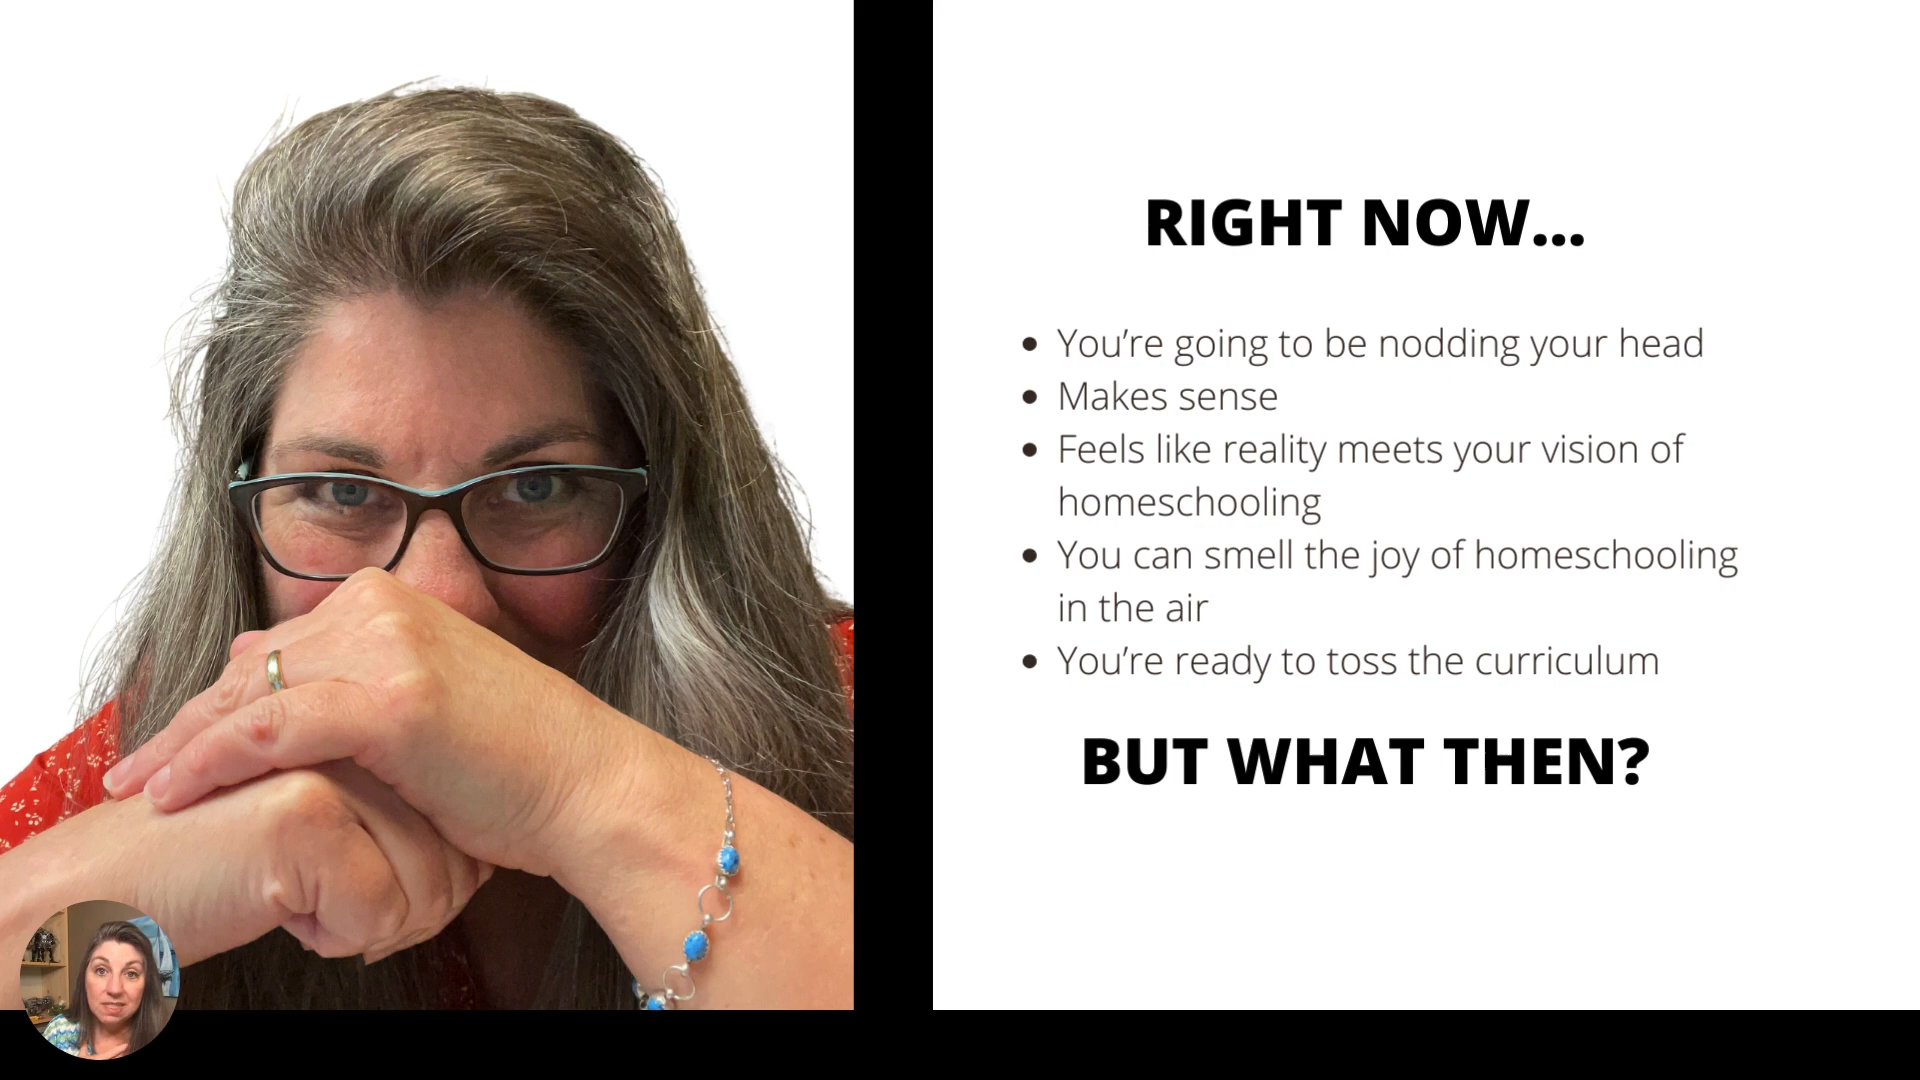 RIGHT NOW...
• You’re going to be nodding your head
• Makes sense
• Feels like reality meets your vision of
homeschooling
• You can smell the joy of homeschooling
in the air
• You’re ready to toss the curriculum
BUT WHAT THEN?